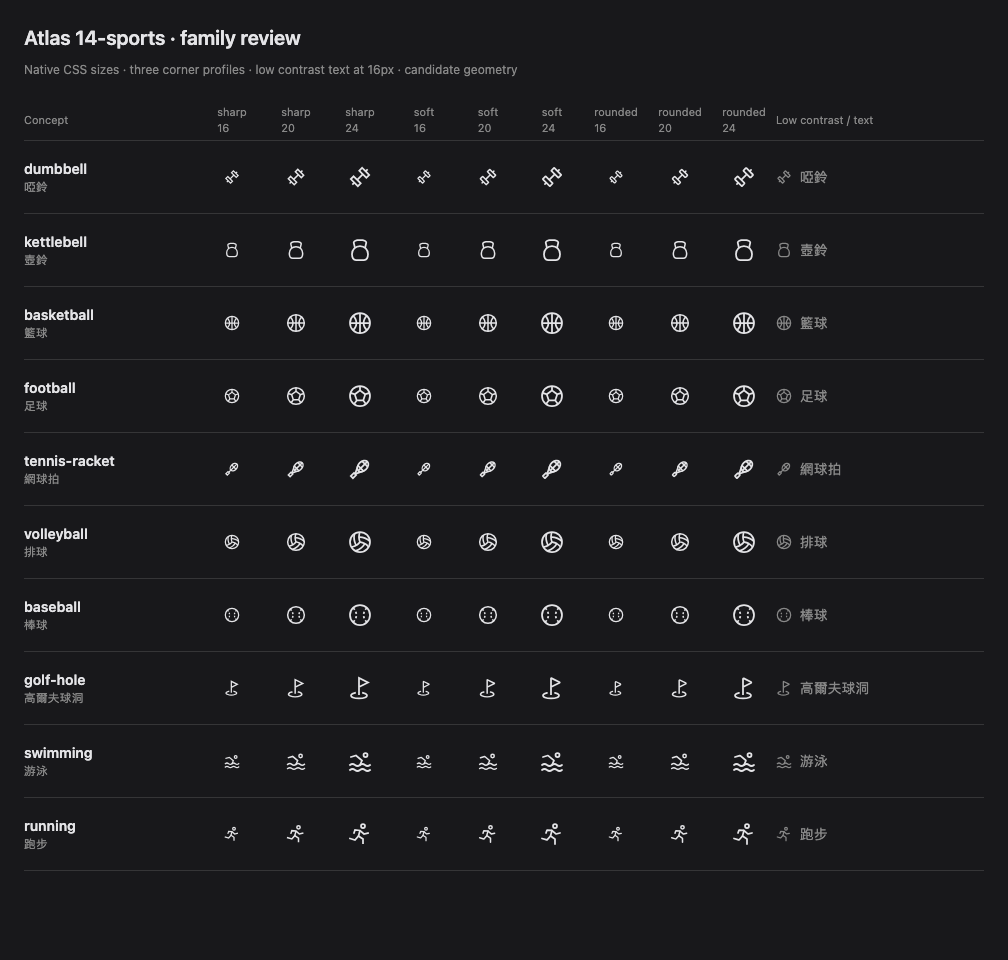 Atlas 14-sports · family review
Native CSS sizes · three corner profiles · low contrast text at 16px · candidate geometry
Concept sharp 16 sharp 20 sharp 24 soft 16 soft 20 soft 24 rounded 16 rounded 20 rounded 24 Low contrast / text
dumbbell
啞鈴 啞鈴
kettlebell
壺鈴 壺鈴
basketball
籃球 籃球
football
足球 足球
tennis-racket
網球拍 網球拍
volleyball
排球 排球
baseball
棒球 棒球
golf-hole
高爾夫球洞 高爾夫球洞
swimming
游泳 游泳
running
跑步 跑步